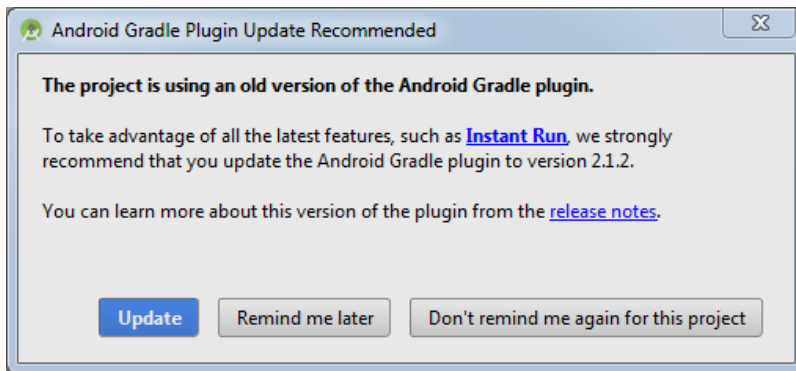 Android Gradle Plugin Update Recommended
The project is using an old version of the Android Gradle plugin.
To take advantage of all the latest features, such as Instant Run, we strongly
recommend that you update the Android Gradle plugin to version 2.1.2.
You can learn more about this version of the plugin from the release notes.
Update Remind me later Don't remind me again for this project